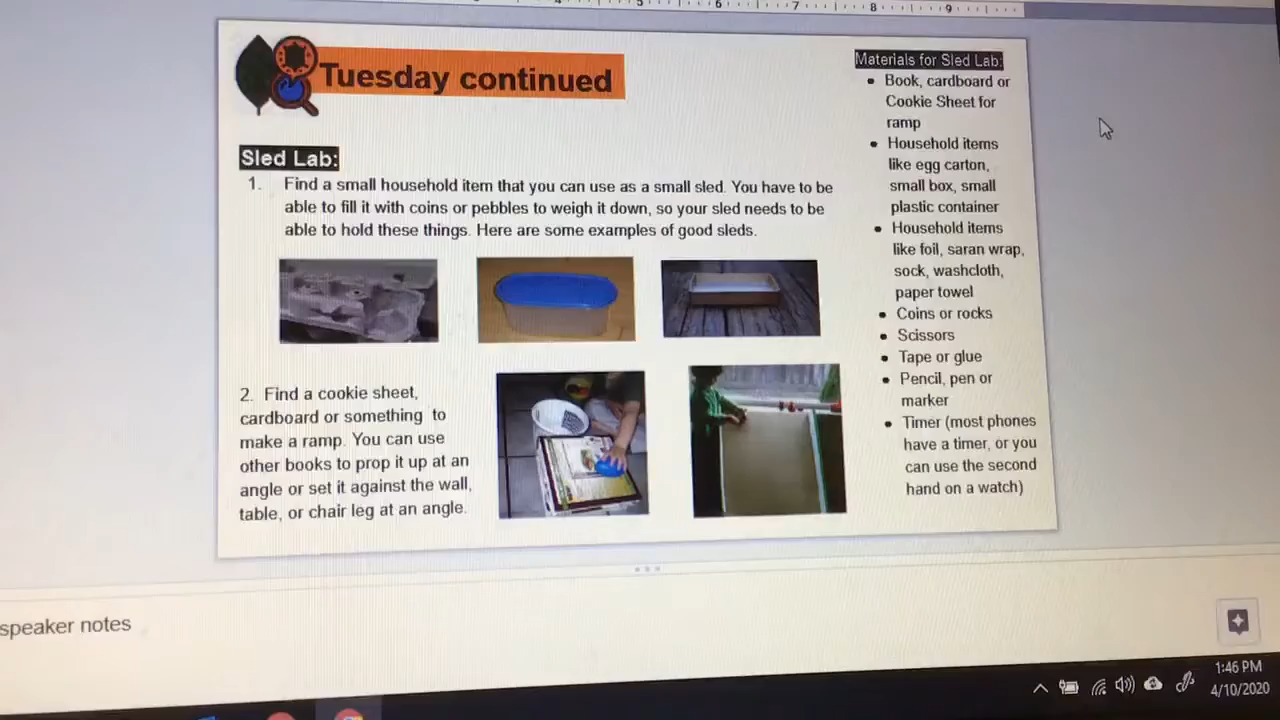 5 6 7 8 9
Tuesday continued
Sled Lab:
1. Find a small household item that you can use as a small sled. You have to be
able to fill it with coins or pebbles to weigh it down, so your sled needs to be
able to hold these things. Here are some examples of good sleds.
2. Find a cookie sheet,
cardboard or something to
make a ramp. You can use
other books to prop it up at an
angle or set it against the wall,
table, or chair leg at an angle.
Materials for Sled Lab:
• Book, cardboard or
Cookie Sheet for
ramp
• Household items
like egg carton,
small box, small
plastic container
• Household items
like foil, saran wrap,
sock, washcloth,
paper towel
• Coins or rocks
• Scissors
• Tape or glue
• Pencil, pen or
marker
• Timer (most phones
have a timer, or you
can use the second
hand on a watch)
speaker notes
1:46 PM
4/10/2020